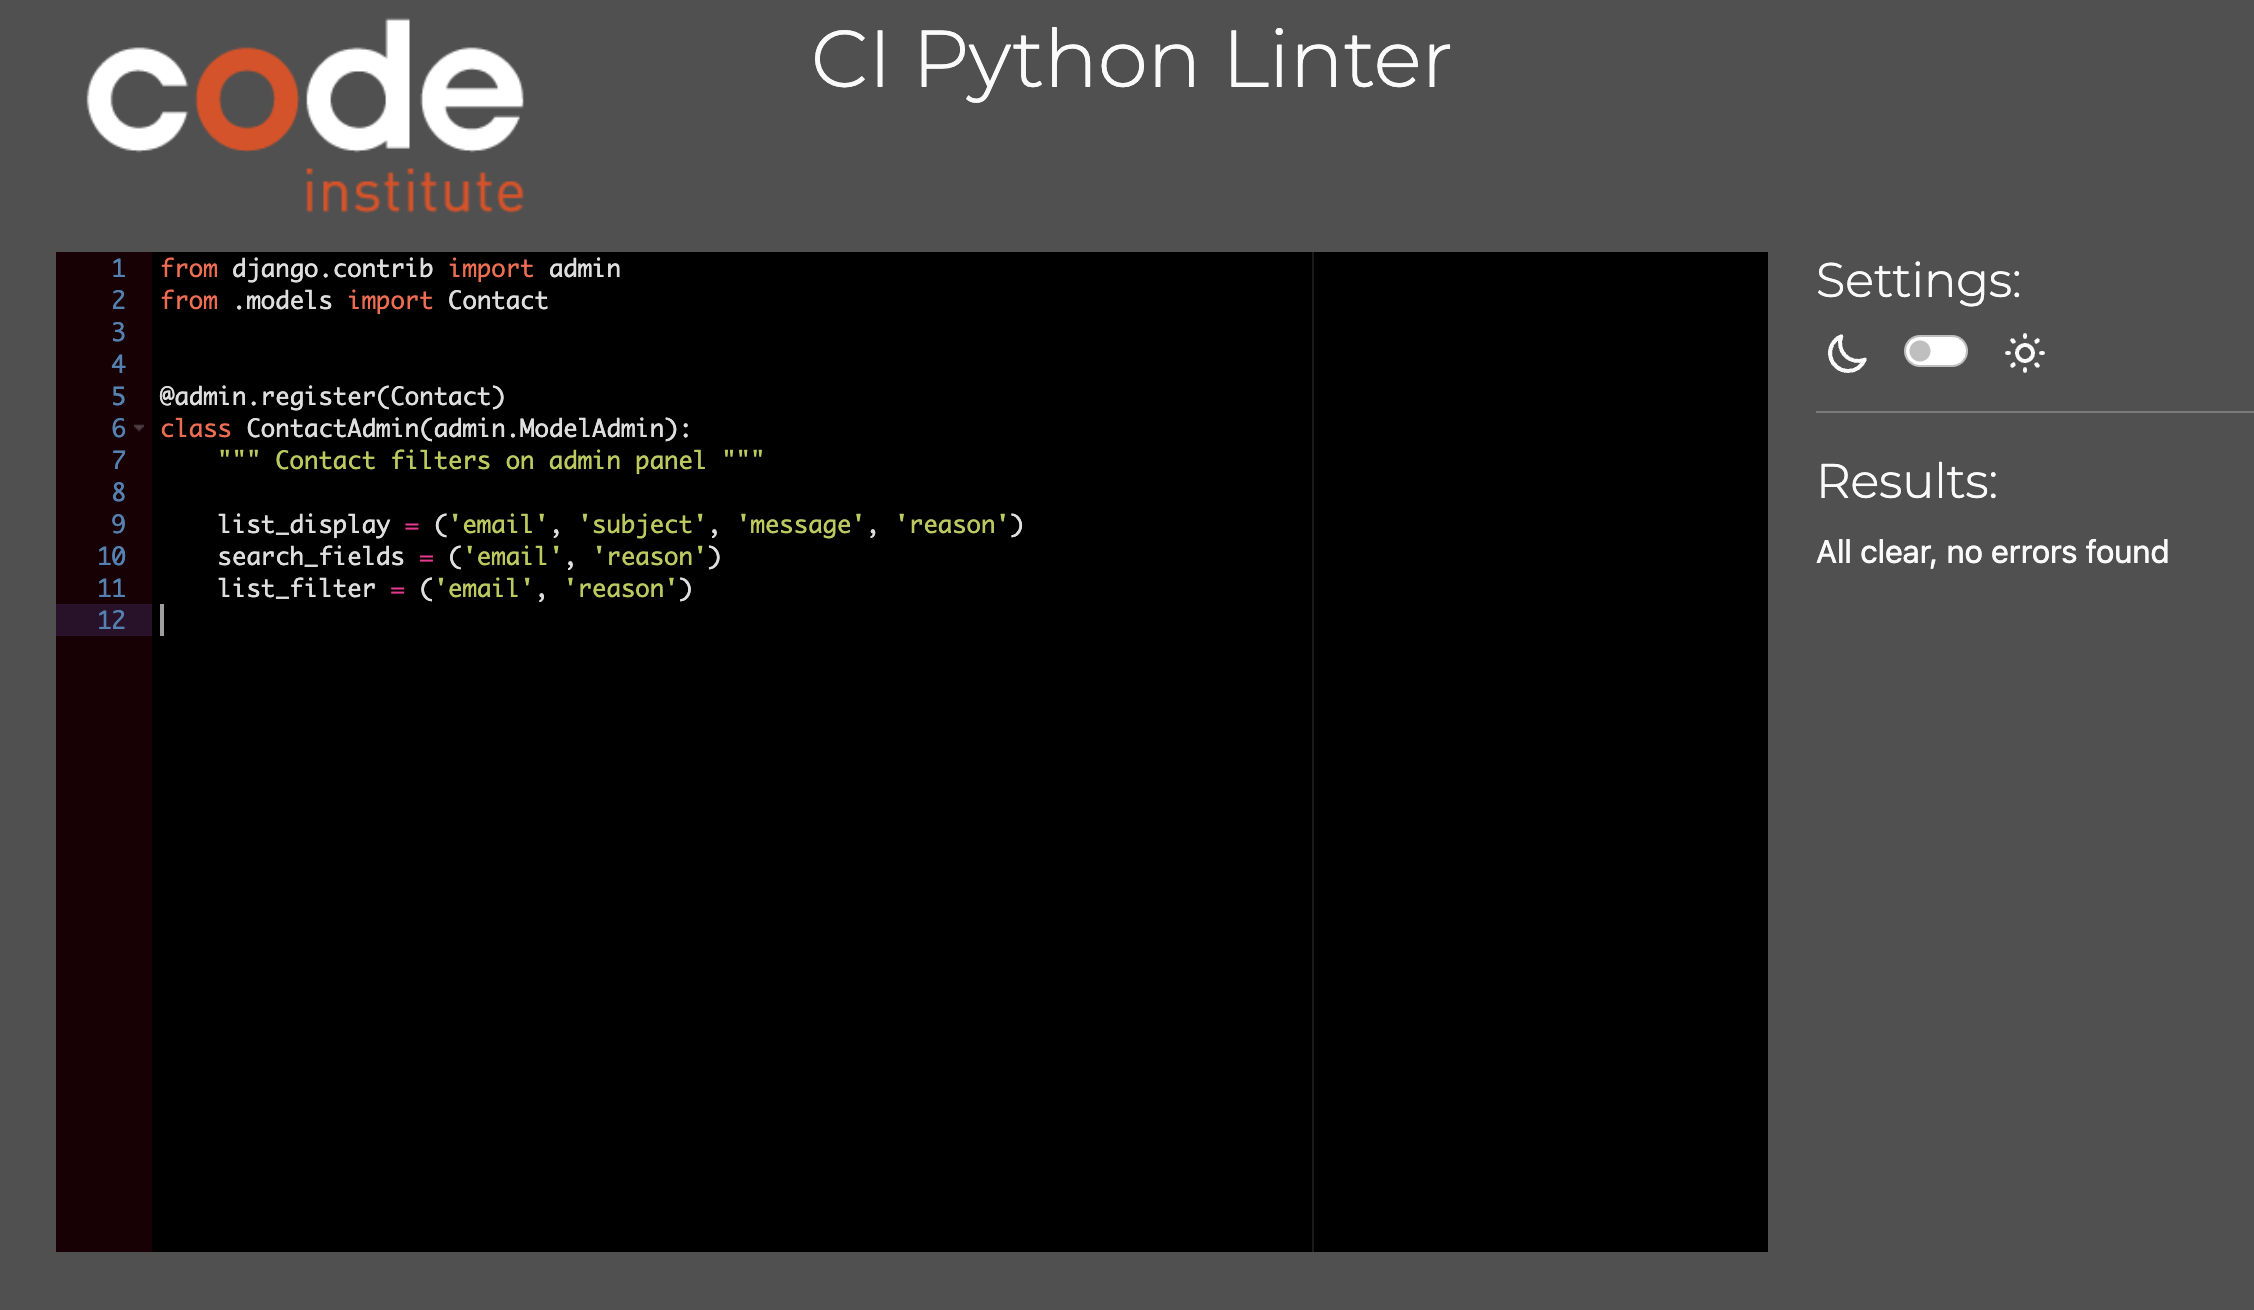 code
institute
CI Python Linter
1 from django.contrib import admin
2 from .models import Contact
3
4
5 @admin.register(Contact)
6 class ContactAdmin(admin.ModelAdmin):
7     """ Contact filters on admin panel """
8
9     list_display = ('email', 'subject', 'message', 'reason')
10     search_fields = ('email', 'reason')
11     list_filter = ('email', 'reason')
12
Settings:
Results:
All clear, no errors found